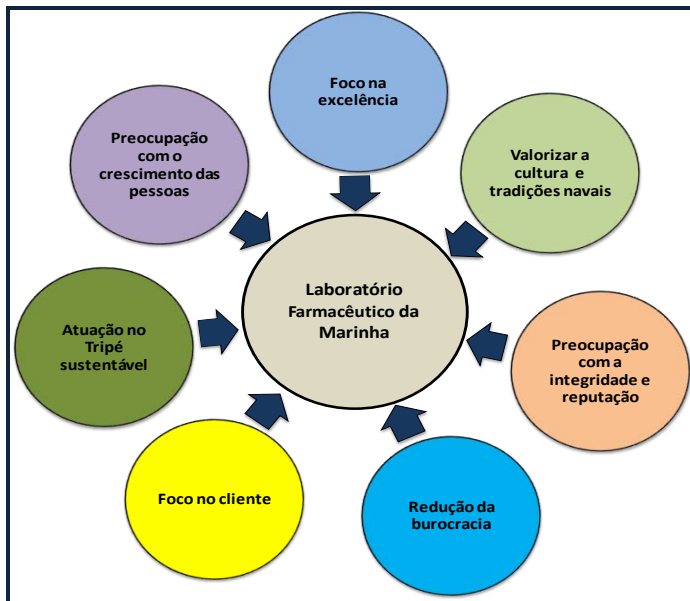 Foco na
excelência
Preocupação
com o
crescimento das
pessoas
Valorizar a
cultura e
tradições navais
Laboratório
Farmacêutico da
Marinha
Atuação no
Tripé
sustentável
Preocupação
com a
integridade e
reputação
Foco no cliente
Redução da
burocracia